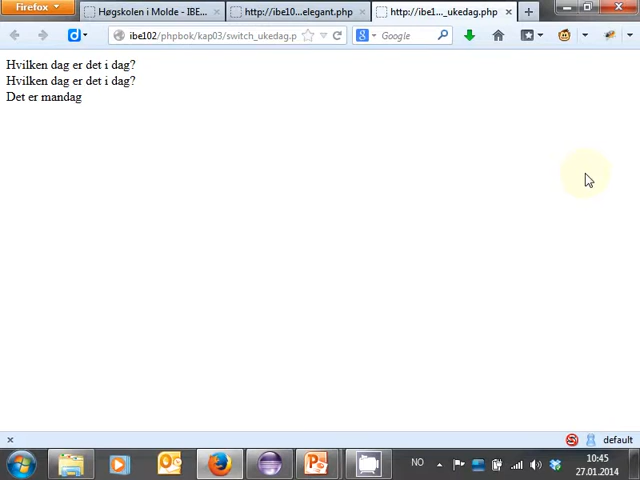 Firefox
Høgskolen i Molde - IBE...
http://ibe10...elegant.php
http://ibe1..._ukedag.php
ibe102/phpbok/kap03/switch_ukedag.p
Google
Hvilken dag er det i dag?
Hvilken dag er det i dag?
Det er mandag
default
NO
10:45
27.01.2014